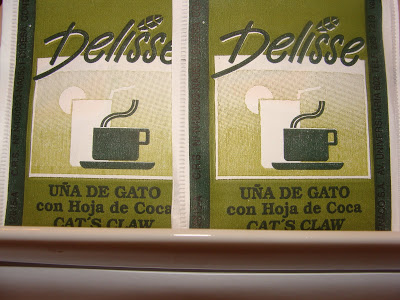 Delisse
UÑA DE GATO
con Hoja de Coca
CAT'S CLAW
Delisse
UÑA DE GATO
con Hoja de Coca
CAT'S CLAW